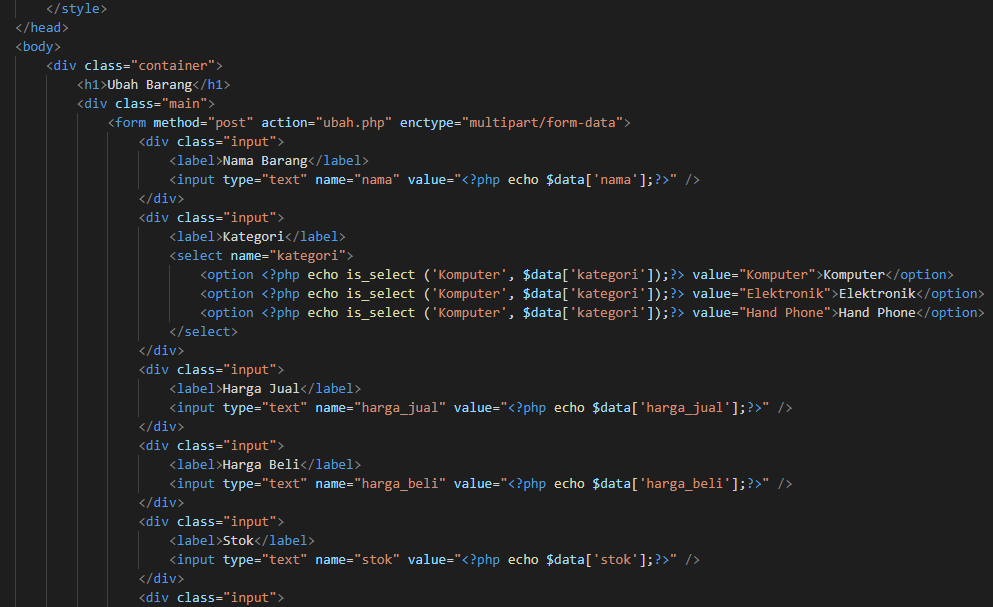 </style>
</head>
<body>
    <div class="container">
        <h1>Ubah Barang</h1>
        <div class="main">
            <form method="post" action="ubah.php" enctype="multipart/form-data">
                <div class="input">
                    <label>Nama Barang</label>
                    <input type="text" name="nama" value="<?php echo $data['nama'];?>" />
                </div>
                <div class="input">
                    <label>Kategori</label>
                    <select name="kategori">
                        <option <?php echo is_select ('Komputer', $data['kategori']);?> value="Komputer">Komputer</option>
                        <option <?php echo is_select ('Komputer', $data['kategori']);?> value="Elektronik">Elektronik</option>
                        <option <?php echo is_select ('Komputer', $data['kategori']);?> value="Hand Phone">Hand Phone</option>
                    </select>
                </div>
                <div class="input">
                    <label>Harga Jual</label>
                    <input type="text" name="harga_jual" value="<?php echo $data['harga_jual'];?>" />
                </div>
                <div class="input">
                    <label>Harga Beli</label>
                    <input type="text" name="harga_beli" value="<?php echo $data['harga_beli'];?>" />
                </div>
                <div class="input">
                    <label>Stok</label>
                    <input type="text" name="stok" value="<?php echo $data['stok'];?>" />
                </div>
                <div class="input">